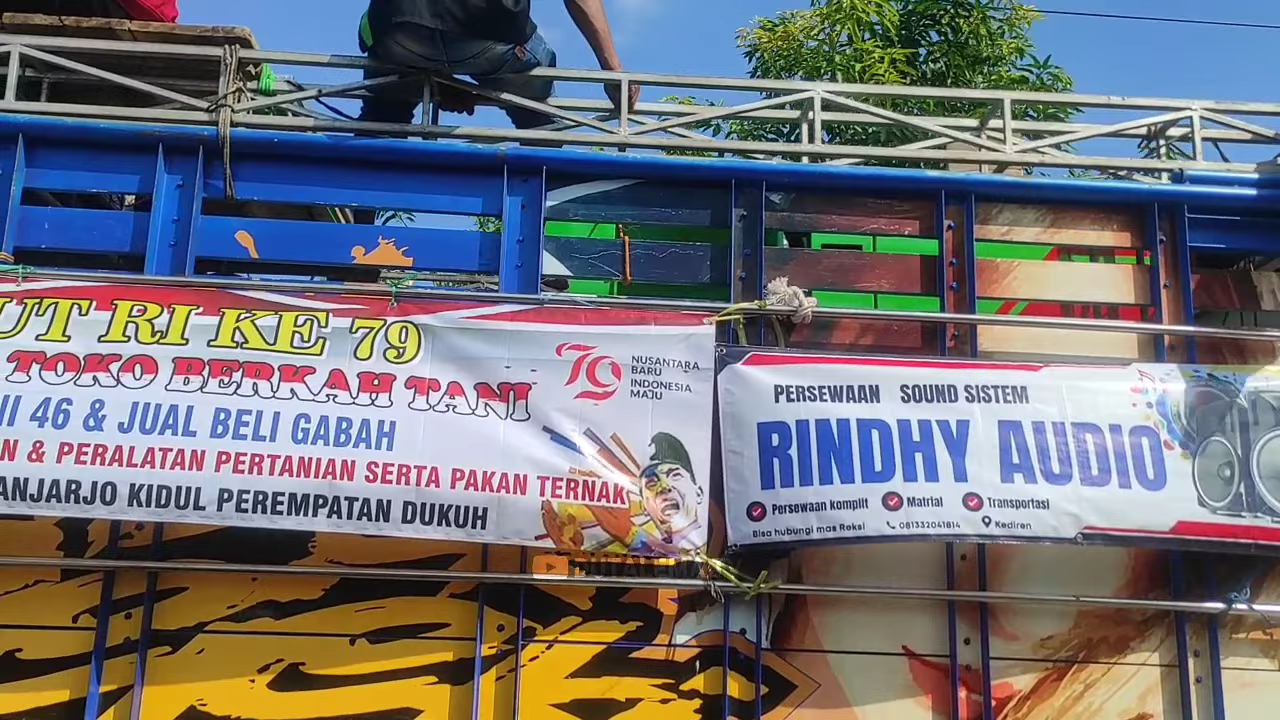 UT RI KE 79
TOKO BERKAH TANI
46 & JUAL BELI GABAH
N & PERALATAN PERTANIAN SERTA PAKAN TERNAK
ANJARJO KIDUL PEREMPATAN DUKUH
79
NUSANTARA
BARU
INDONESIA
MAJU
PERSEWAAN SOUND SISTEM
RINDHY AUDIO
Persewaan komplit Matrial Transportasi
Bisa hubungi mas Roksi 081332041814 Kediren